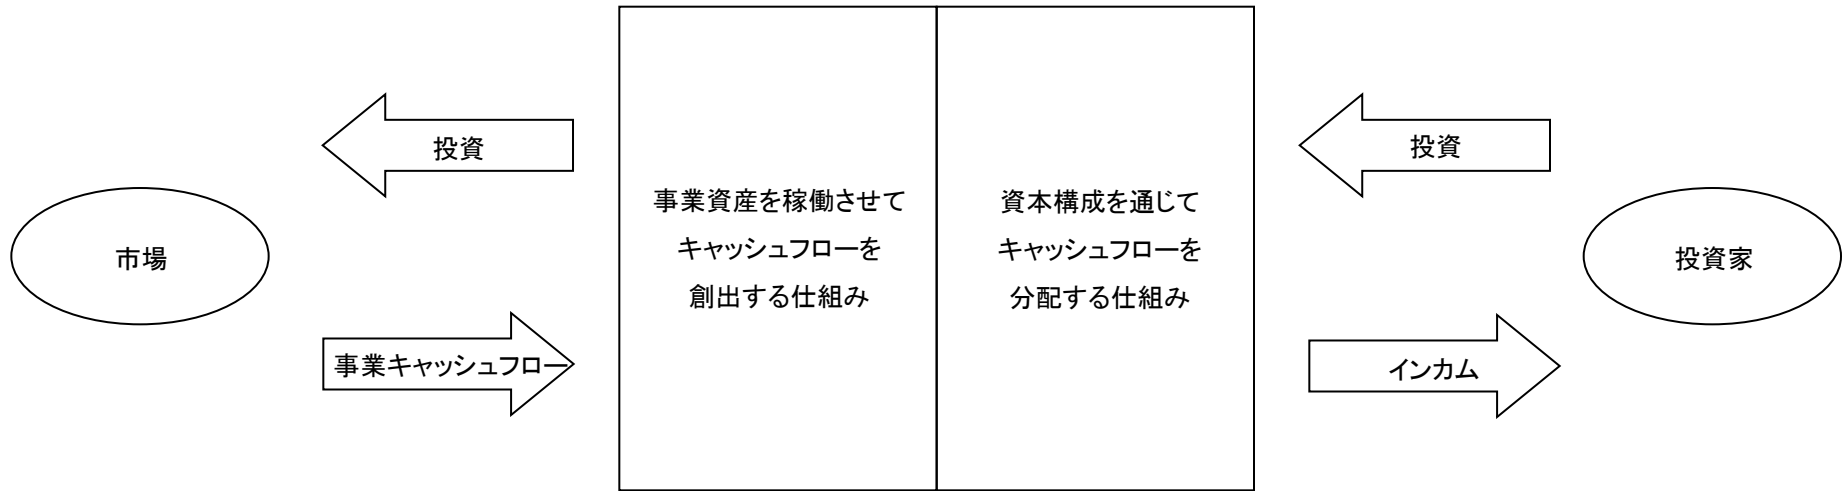 市場
投資
事業キャッシュフロー
事業資産を稼働させて
キャッシュフローを
創出する仕組み
資本構成を通じて
キャッシュフローを
分配する仕組み
投資
インカム
投資家